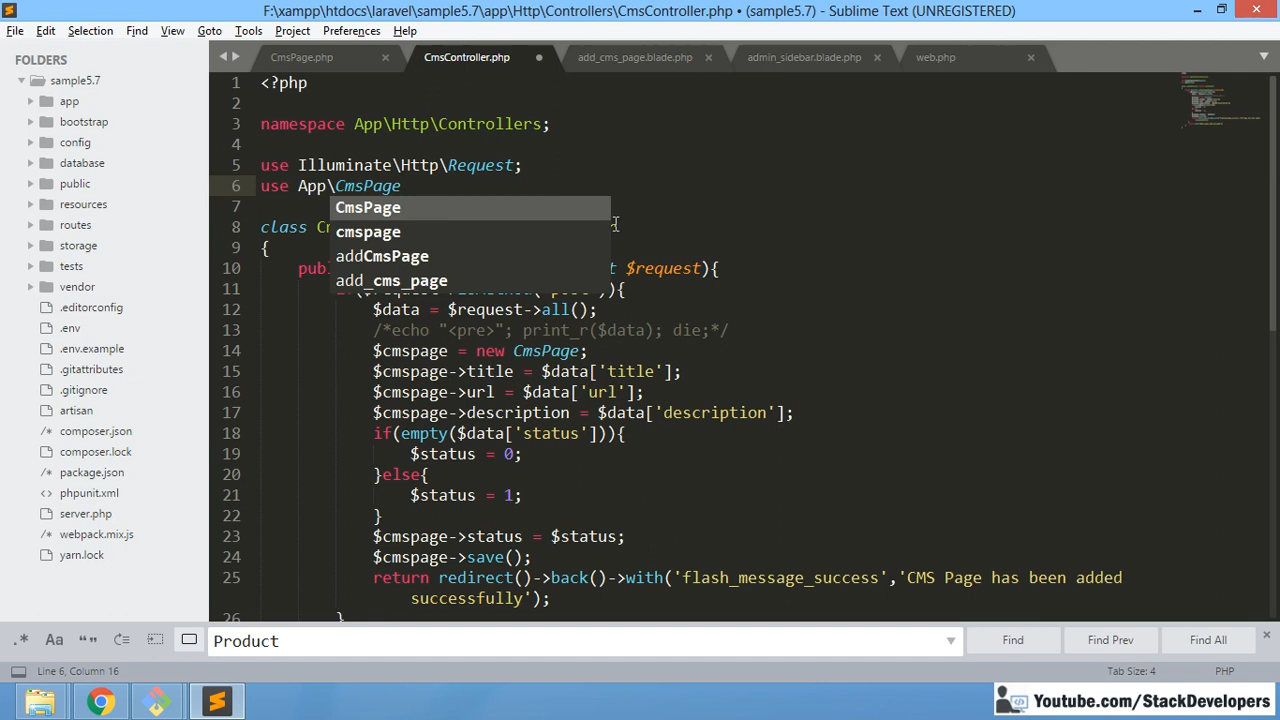 F:\xampp\htdocs\laravel\sample5.7\app\Http\Controllers\CmsController.php • (sample5.7) - Sublime Text (UNREGISTERED)
File Edit Selection Find View Goto Tools Project Preferences Help
FOLDERS
sample5.7
app
bootstrap
config
database
public
resources
routes
storage
tests
vendor
.editorconfig
.env
.env.example
.gitattributes
.gitignore
artisan
composer.json
composer.lock
package.json
phpunit.xml
server.php
webpack.mix.js
yarn.lock
CmsPage.php CmsController.php add_cms_page.blade.php admin_sidebar.blade.php web.php
1 <?php
2
3 namespace App\Http\Controllers;
4
5 use Illuminate\Http\Request;
6 use App\CmsPage
7
CmsPage
8 class
cmspage
9 {
addCmsPage
10 $request){
add_cms_page
11
12 $data = $request->all();
13 /*echo "<pre>"; print_r($data); die;*/
14 $cmspage = new CmsPage;
15 $cmspage->title = $data['title'];
16 $cmspage->url = $data['url'];
17 $cmspage->description = $data['description'];
18 if(empty($data['status'])){
19 $status = 0;
20 }else{
21 $status = 1;
22 }
23 $cmspage->status = $status;
24 $cmspage->save();
25 return redirect()->back()->with('flash_message_success','CMS Page has been added
successfully');
26 }
.* Aa Product Find Find Prev Find All
Line 6, Column 16 Tab Size: 4 PHP
Youtube.com/StackDevelopers